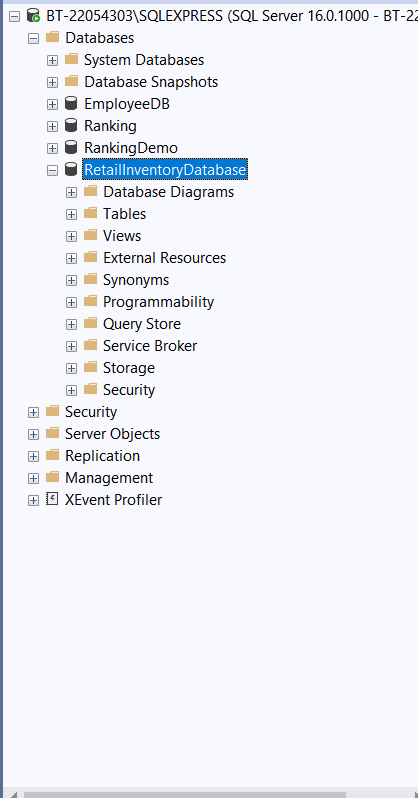 BT-22054303\SQLEXPRESS (SQL Server 16.0.1000 - BT-22
Databases
System Databases
Database Snapshots
EmployeeDB
Ranking
RankingDemo
RetailInventoryDatabase
Database Diagrams
Tables
Views
External Resources
Synonyms
Programmability
Query Store
Service Broker
Storage
Security
Security
Server Objects
Replication
Management
XEvent Profiler